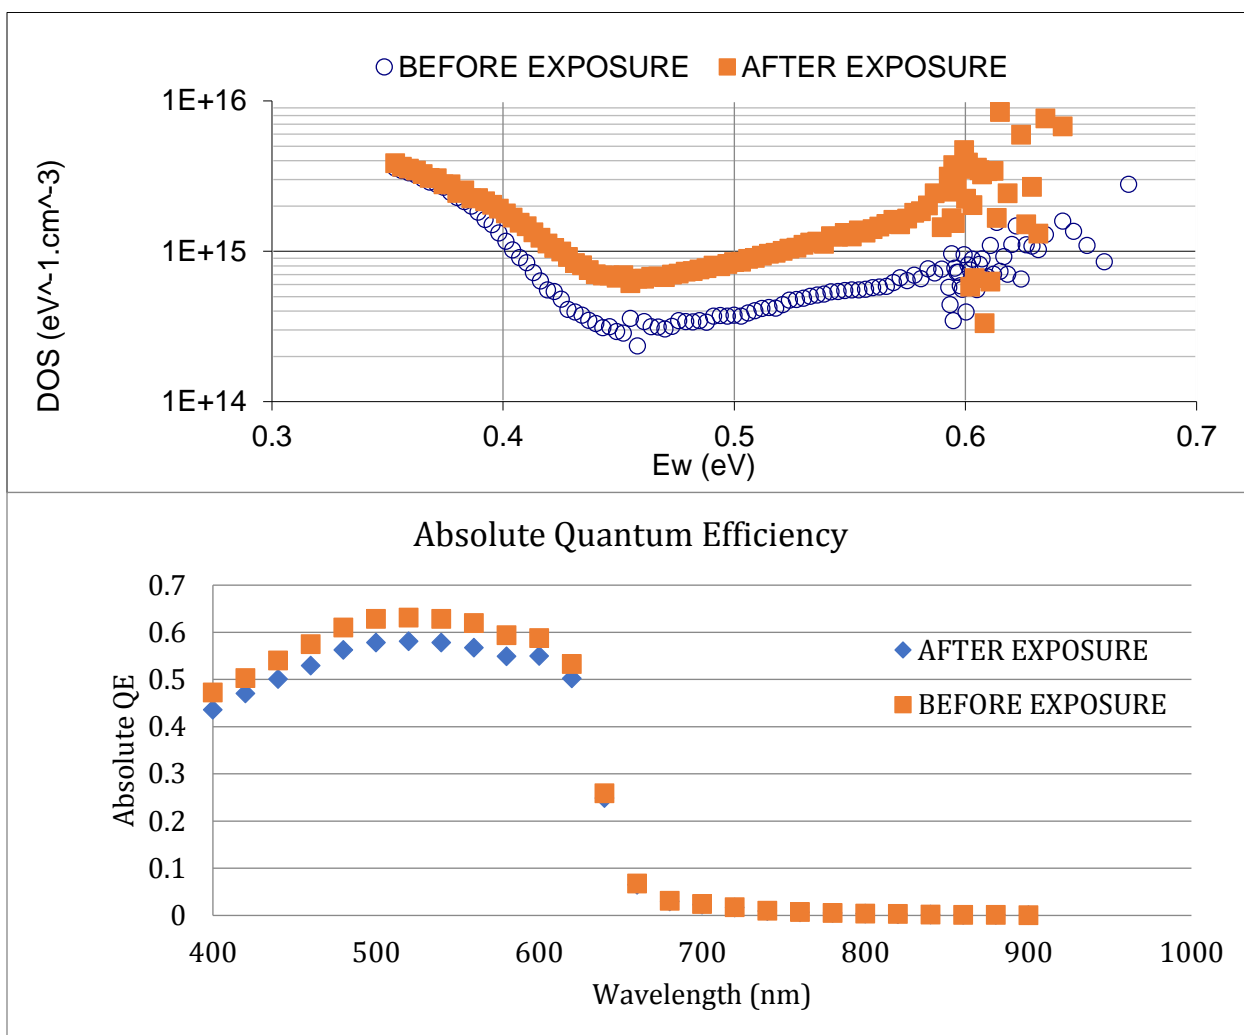 BEFORE EXPOSURE AFTER EXPOSURE
1E+16
1E+15
1E+14
DOS (eV^-1.cm^-3)
0.3 0.4 0.5 0.6 0.7
Ew (eV)
Absolute Quantum Efficiency
0.7
0.6
0.5
0.4
0.3
0.2
0.1
0
Absolute QE
AFTER EXPOSURE
BEFORE EXPOSURE
400 500 600 700 800 900 1000
Wavelength (nm)